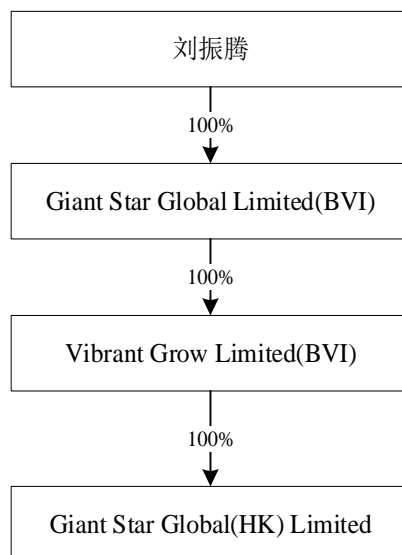 刘振腾
100%
Giant Star Global Limited(BVI)
100%
Vibrant Grow Limited(BVI)
100%
Giant Star Global(HK) Limited